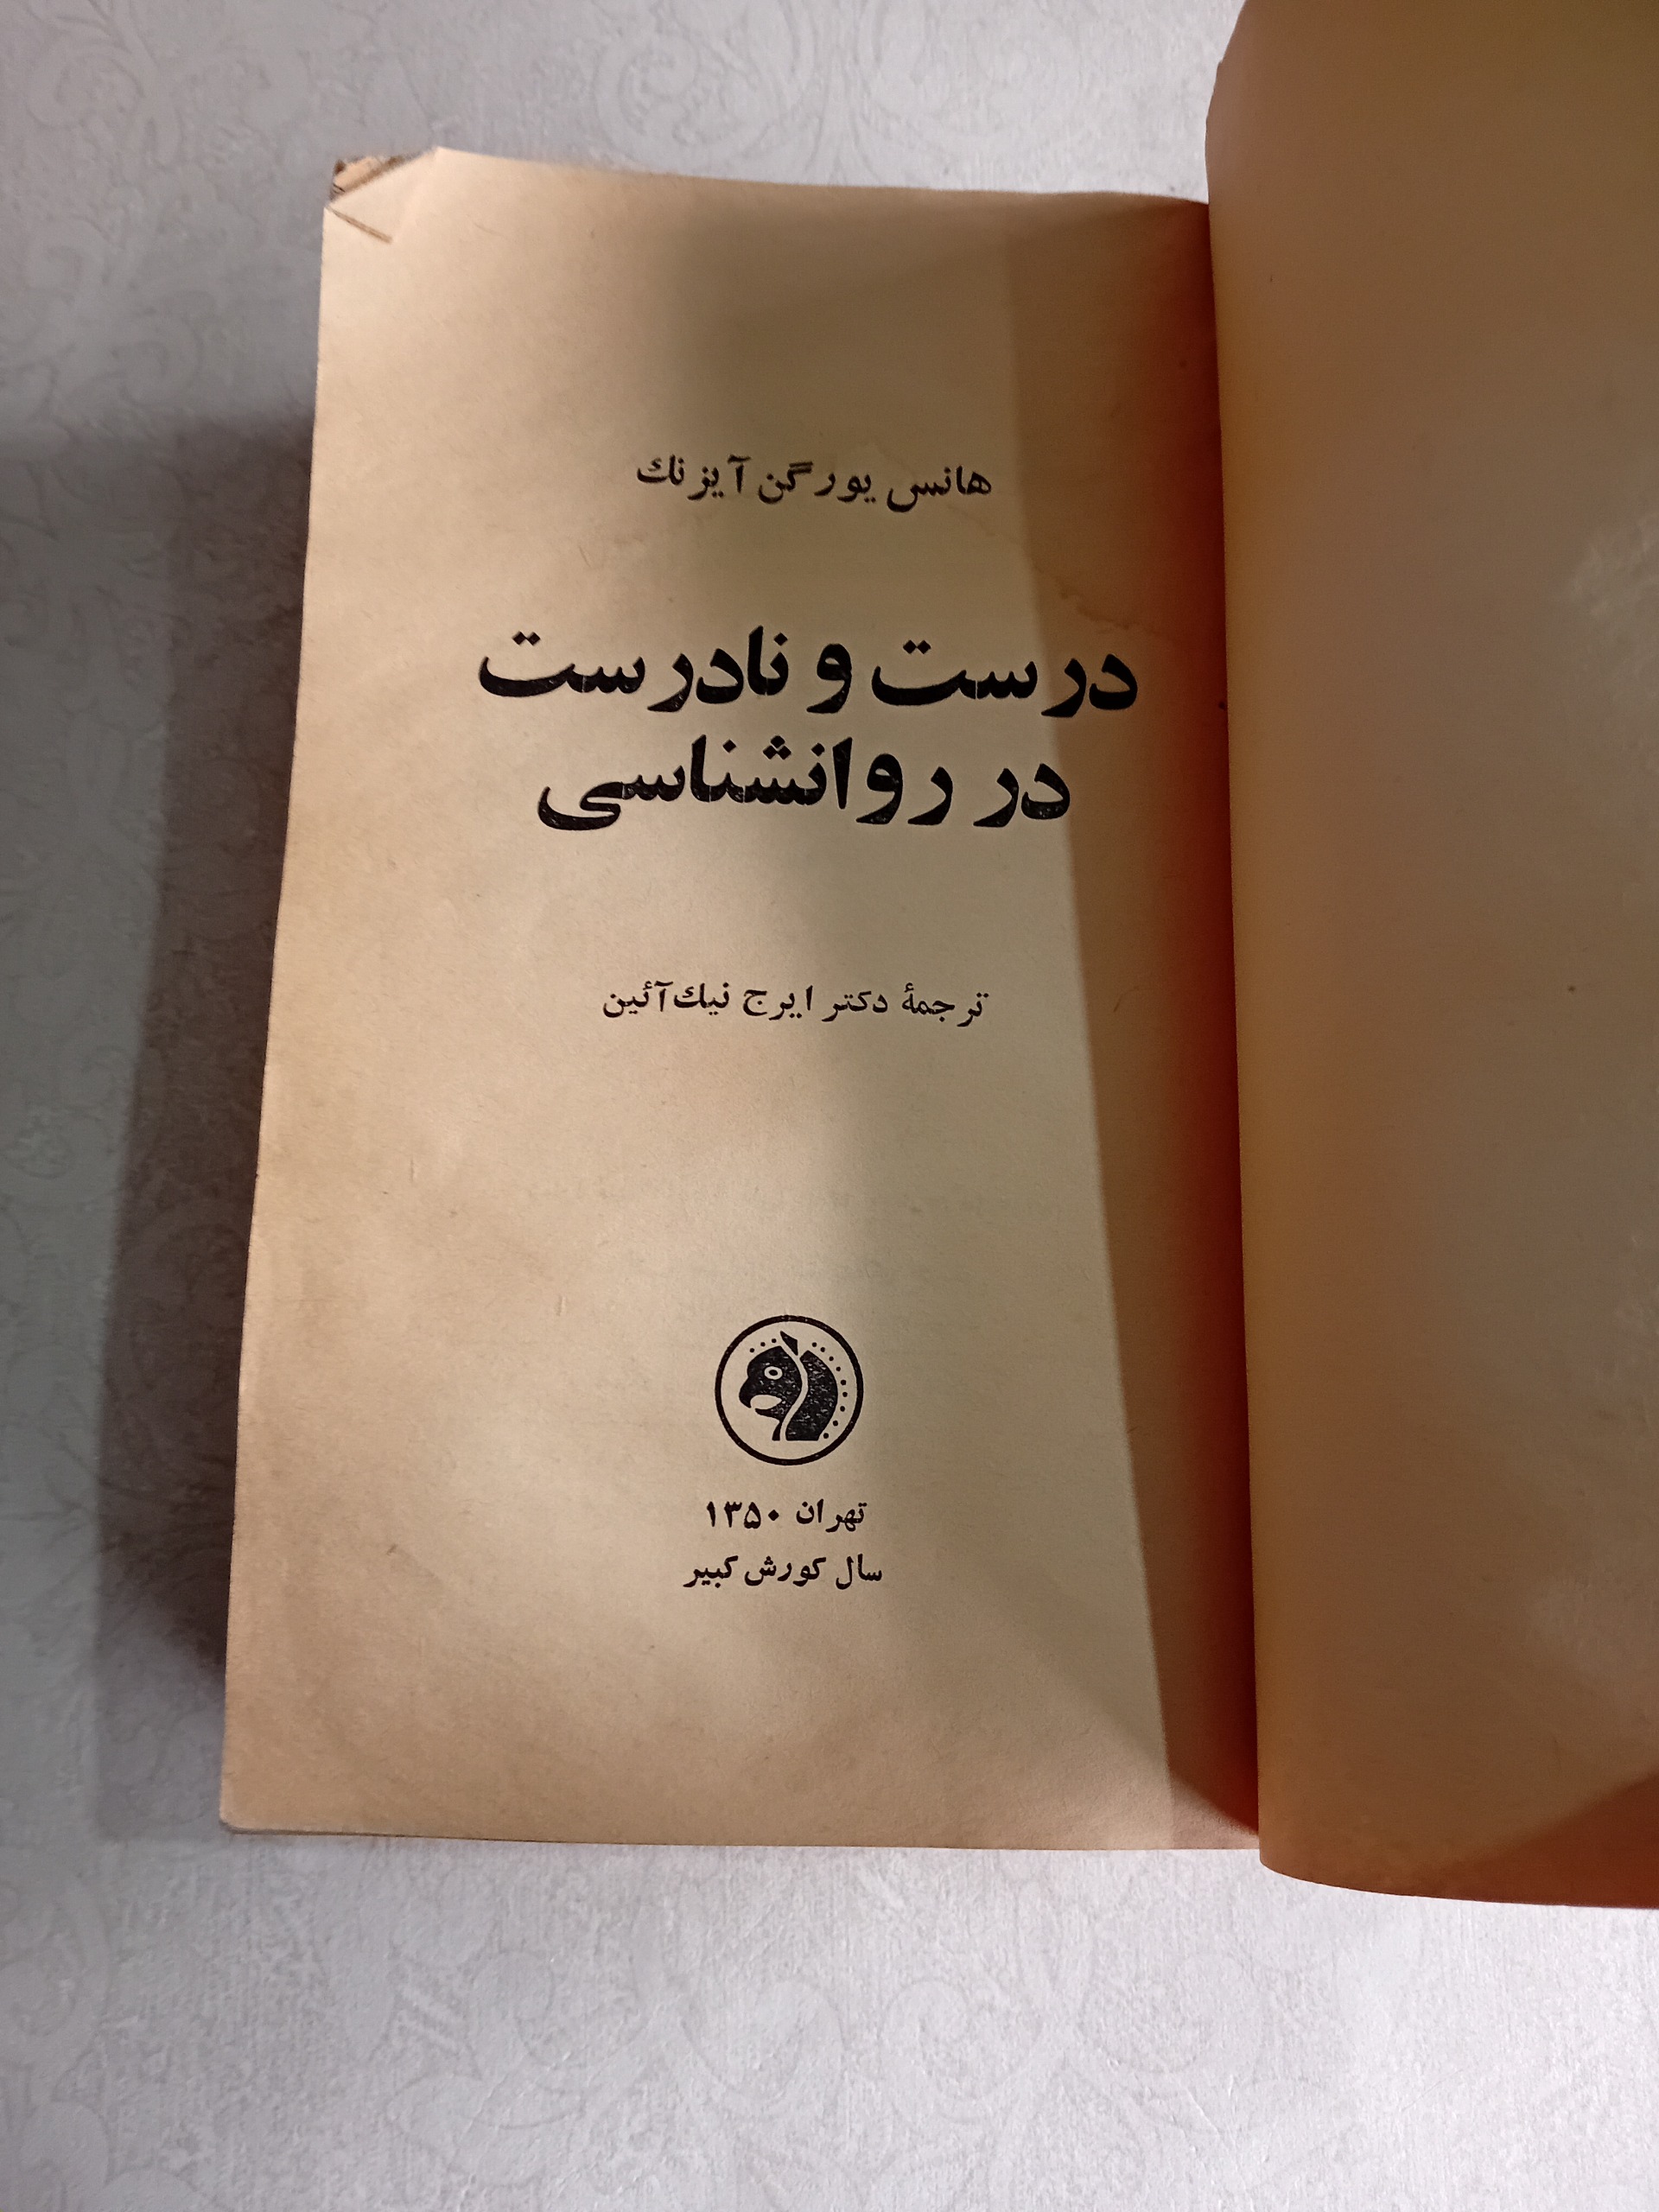 هانس یورگن آیزنك
درست و نادرست
در روانشناسی
ترجمهٔ دکتر ایرج نیك‌آئین
تهران ۱۳۵۰
سال کورش کبیر